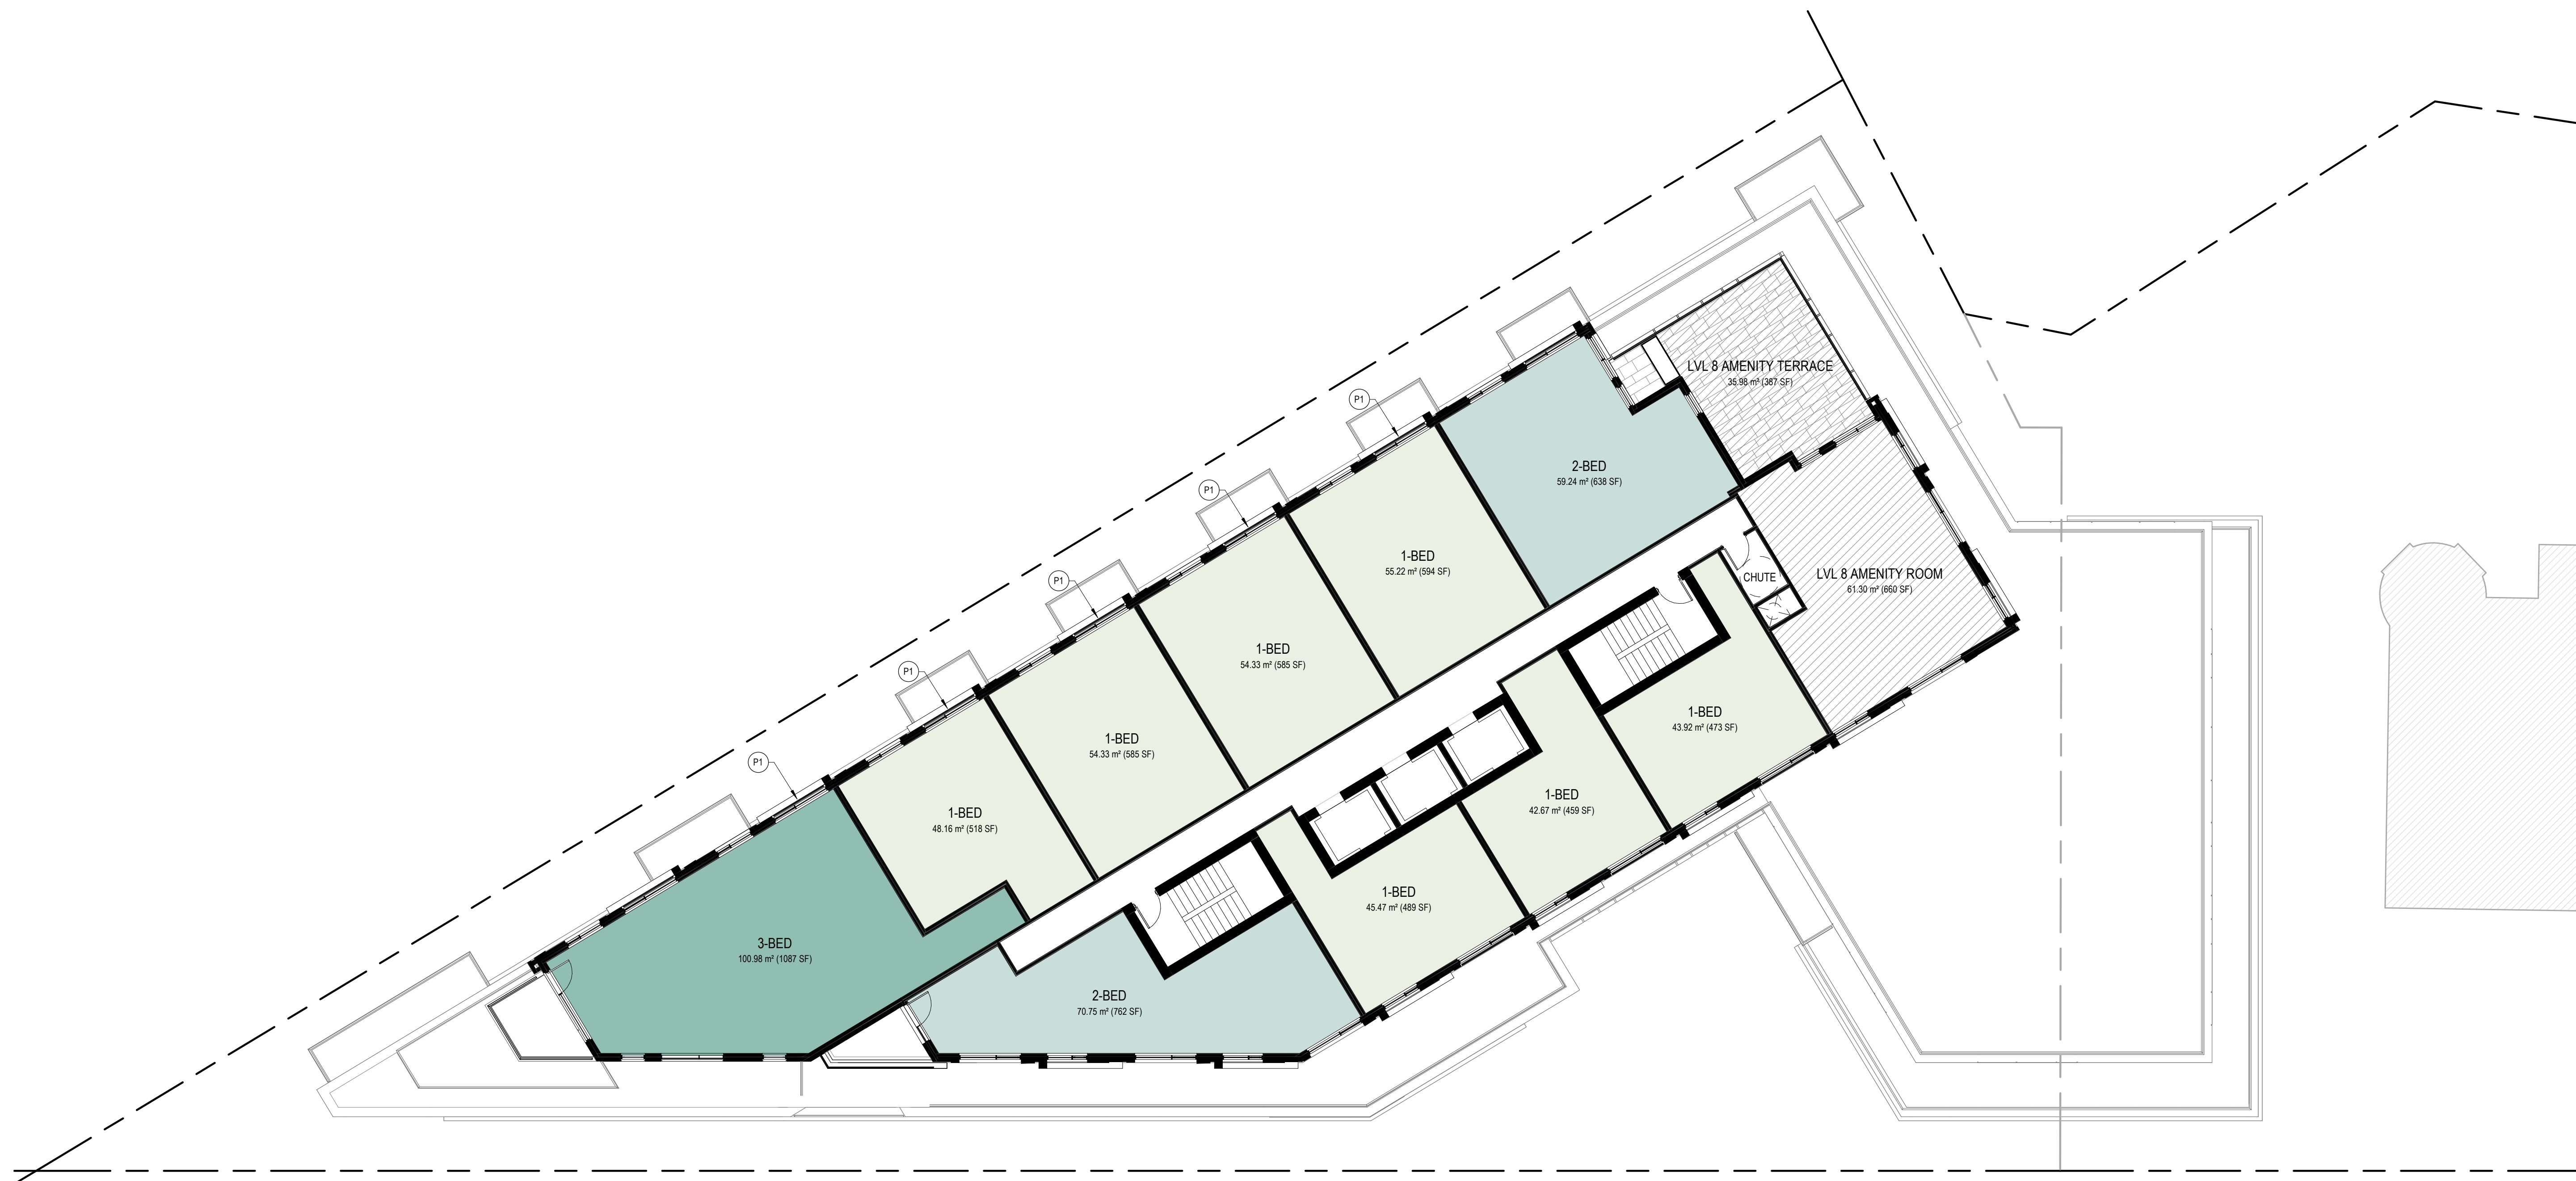 LVL 8 AMENITY TERRACE
35.98 m² (387 SF)
P1
2-BED
59.24 m² (638 SF)
P1
1-BED
55.22 m² (594 SF)
CHUTE
LVL 8 AMENITY ROOM
61.30 m² (660 SF)
P1
1-BED
54.33 m² (585 SF)
P1
1-BED
43.92 m² (473 SF)
1-BED
54.33 m² (585 SF)
P1
1-BED
42.67 m² (459 SF)
1-BED
48.16 m² (518 SF)
1-BED
45.47 m² (489 SF)
3-BED
100.98 m² (1087 SF)
2-BED
70.75 m² (762 SF)